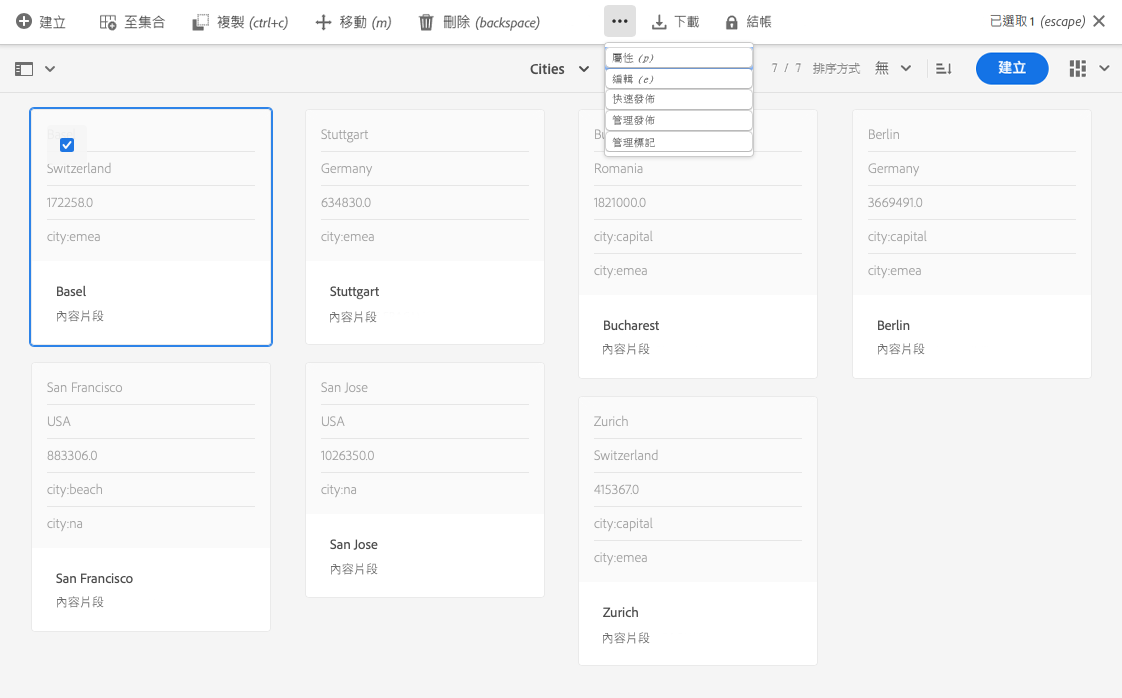 建立 至集合 複製 (ctrl+c) 移動 (m) 刪除 (backspace) 下載 結帳 已選取 1 (escape)
Cities 7 / 7 排序方式 無 建立
屬性 (p)
編輯 (e)
快速發佈
管理發佈
管理標記
Basel
Switzerland
172258.0
city:emea
Basel
內容片段
Stuttgart
Germany
634830.0
city:emea
Stuttgart
內容片段
Romania
1821000.0
city:capital
city:emea
Bucharest
內容片段
Berlin
Germany
3669491.0
city:capital
city:emea
Berlin
內容片段
San Francisco
USA
883306.0
city:beach
city:na
San Francisco
內容片段
San Jose
USA
1026350.0
city:na
San Jose
內容片段
Zurich
Switzerland
415367.0
city:capital
city:emea
Zurich
內容片段